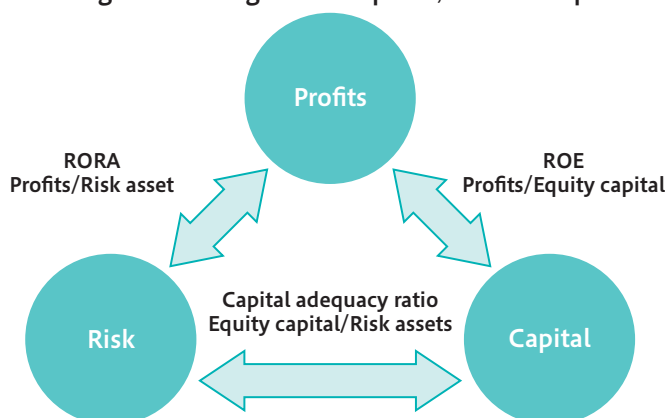 Profits
RORA
Profits/Risk asset
ROE
Profits/Equity capital
Capital adequacy ratio
Equity capital/Risk assets
Risk
Capital